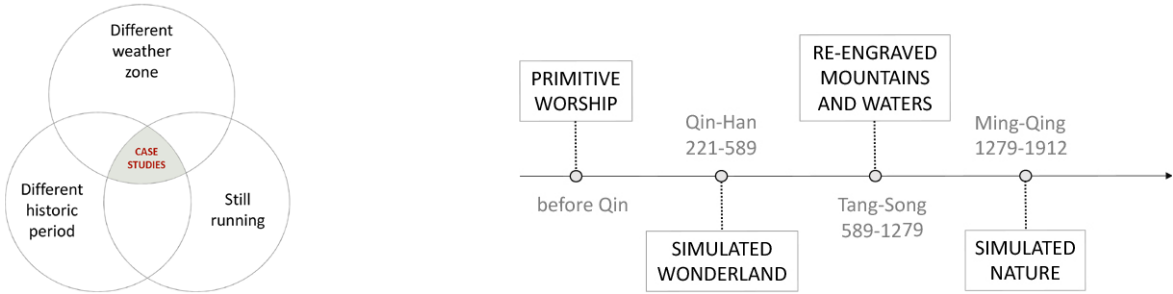 Different
weather
zone
CASE
STUDIES
Different
historic
period
Still
running
PRIMITIVE
WORSHIP
before Qin
Qin-Han
221-589
SIMULATED
WONDERLAND
RE-ENGRAVED
MOUNTAINS
AND WATERS
Tang-Song
589-1279
Ming-Qing
1279-1912
SIMULATED
NATURE